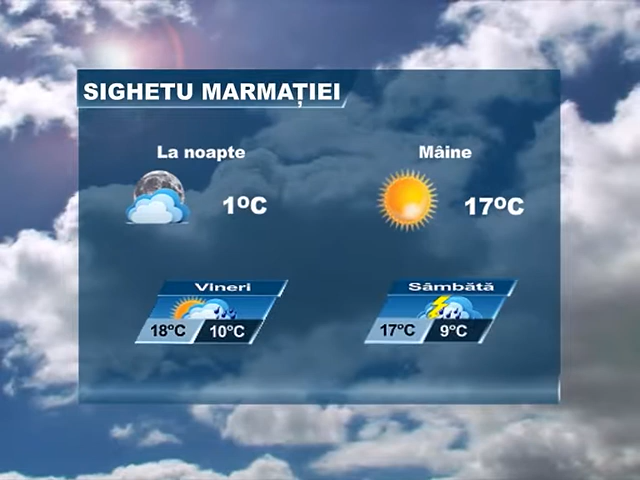 SIGHETU MARMAȚIEI
La noapte
Mâine
1ºC
17ºC
Vineri
Sâmbătă
18ºC
10ºC
17ºC
9ºC